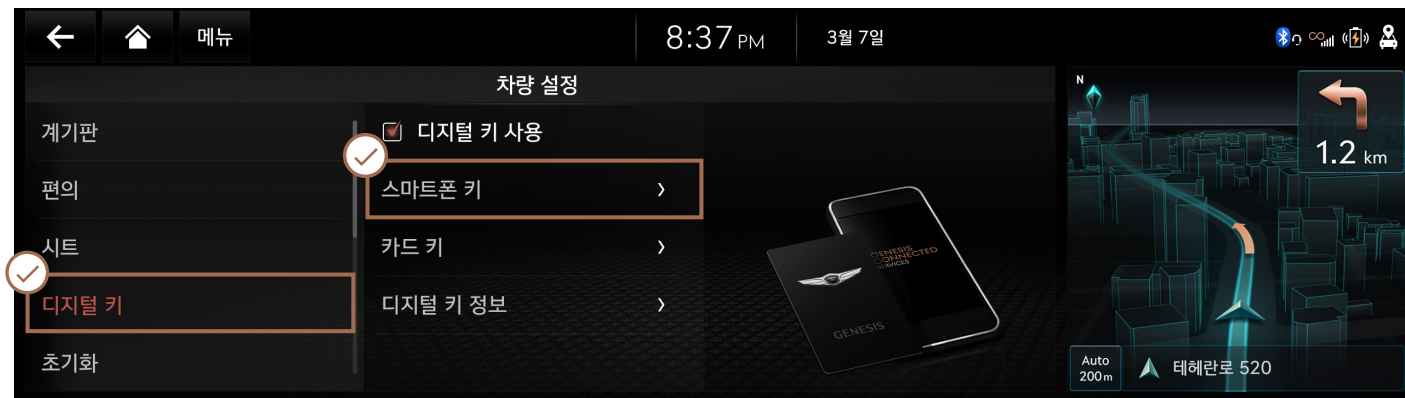 메뉴
8:37 PM
3월 7일
차량 설정
계기판
편의
시트
디지털 키
초기화
디지털 키 사용
스마트폰 키
카드 키
디지털 키 정보
GENESIS
CONNECTED
SERVICES
GENESIS
N
1.2 km
Auto
200m
테헤란로 520